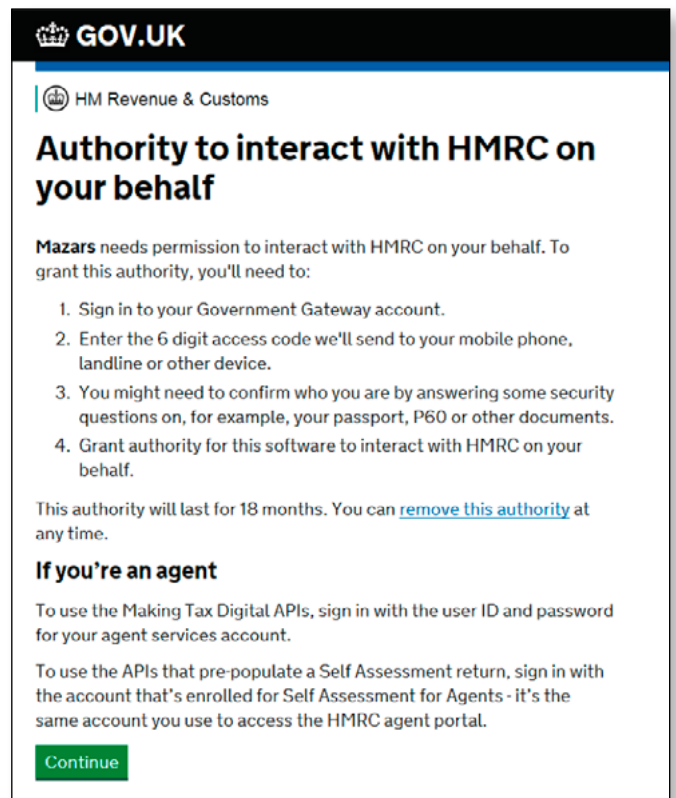 GOV.UK
HM Revenue & Customs
Authority to interact with HMRC on
your behalf
Mazars needs permission to interact with HMRC on your behalf. To
grant this authority, you'll need to:
1. Sign in to your Government Gateway account.
2. Enter the 6 digit access code we'll send to your mobile phone,
landline or other device.
3. You might need to confirm who you are by answering some security
questions on, for example, your passport, P60 or other documents.
4. Grant authority for this software to interact with HMRC on your
behalf.
This authority will last for 18 months. You can remove this authority at
any time.
If you're an agent
To use the Making Tax Digital APIs, sign in with the user ID and password
for your agent services account.
To use the APIs that pre-populate a Self Assessment return, sign in with
the account that's enrolled for Self Assessment for Agents - it's the
same account you use to access the HMRC agent portal.
Continue